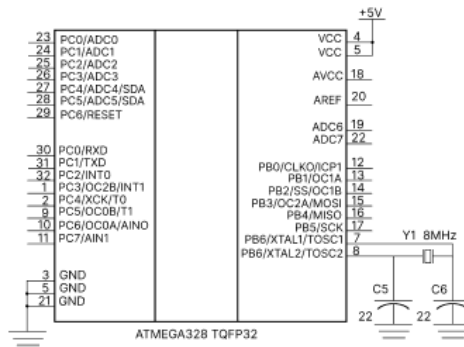 +5V
23 PC0/ADC0
24 PC1/ADC1
25 PC2/ADC2
26 PC3/ADC3
27 PC4/ADC4/SDA
28 PC5/ADC5/SDA
29 PC6/RESET
30 PC0/RXD
31 PC1/TXD
32 PC2/INT0
1 PC3/OC2B/INT1
2 PC4/XCK/T0
9 PC5/OC0B/T1
10 PC6/OC0A/AINO
11 PC7/AIN1
3 GND
5 GND
21 GND
VCC 4
VCC 5
AVCC 18
AREF 20
ADC6 19
ADC7 22
PB0/CLKO/ICP1 12
PB1/OC1A 13
PB2/SS/OC1B 14
PB3/OC2A/MOSI 15
PB4/MISO 16
PB5/SCK 17
PB6/XTAL1/TOSC1 7
PB6/XTAL2/TOSC2 8
Y1 8MHz
C5 C6
22 22
ATMEGA328 TQFP32